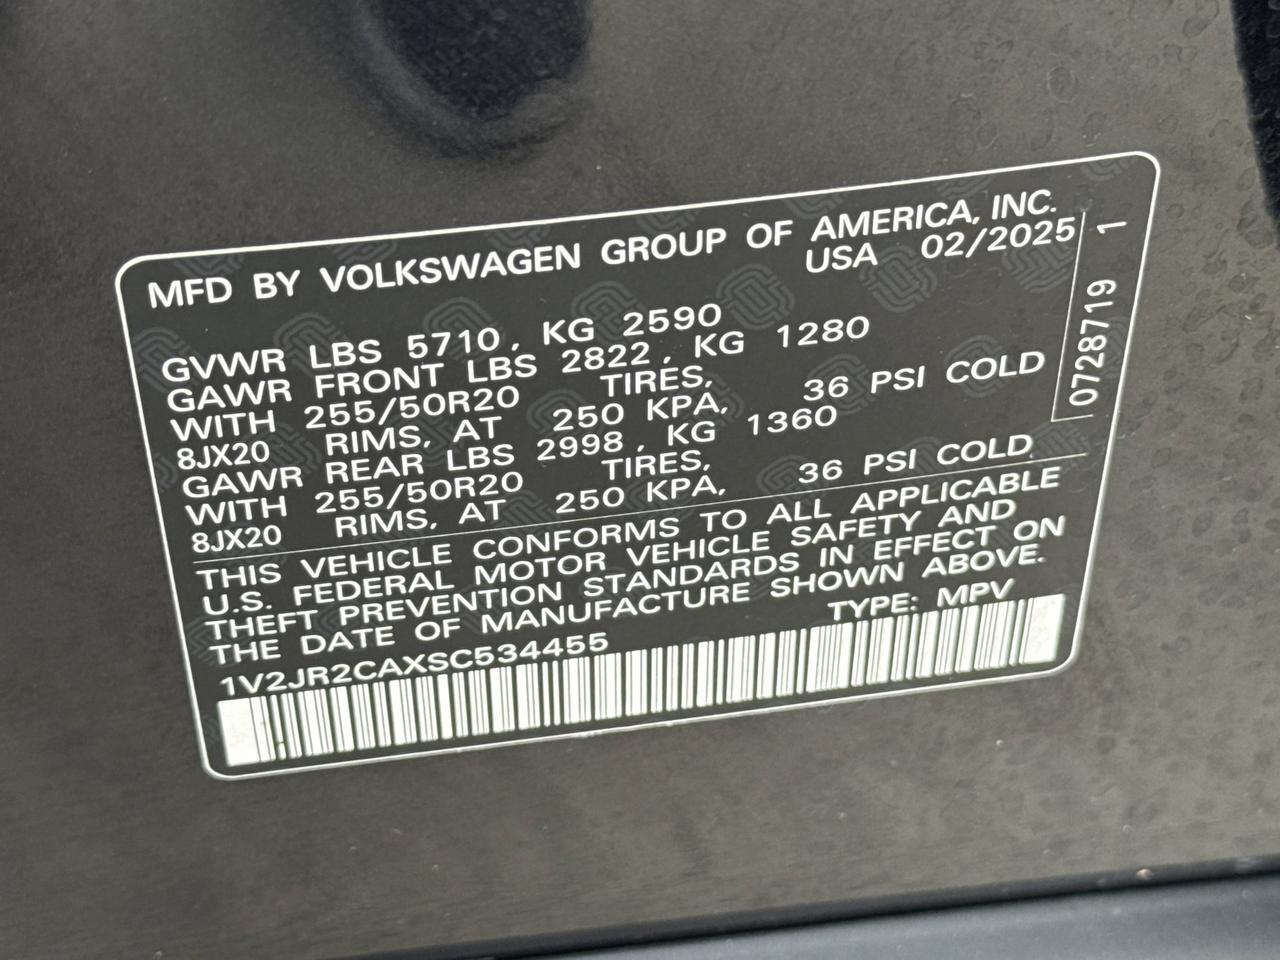 MFD BY VOLKSWAGEN GROUP OF AMERICA, INC.
USA 02/2025
GVWR LBS 5710, KG 2590
GAWR FRONT LBS 2822, KG 1280
WITH 255/50R20 TIRES,
8JX20 RIMS, AT 250 KPA, 36 PSI COLD
GAWR REAR LBS 2998, KG 1360
WITH 255/50R20 TIRES,
8JX20 RIMS, AT 250 KPA, 36 PSI COLD.
THIS VEHICLE CONFORMS TO ALL APPLICABLE
U.S. FEDERAL MOTOR VEHICLE SAFETY AND
THEFT PREVENTION STANDARDS IN EFFECT ON
THE DATE OF MANUFACTURE SHOWN ABOVE.
1V2JR2CAXSC534455 TYPE: MPV
0728719 1